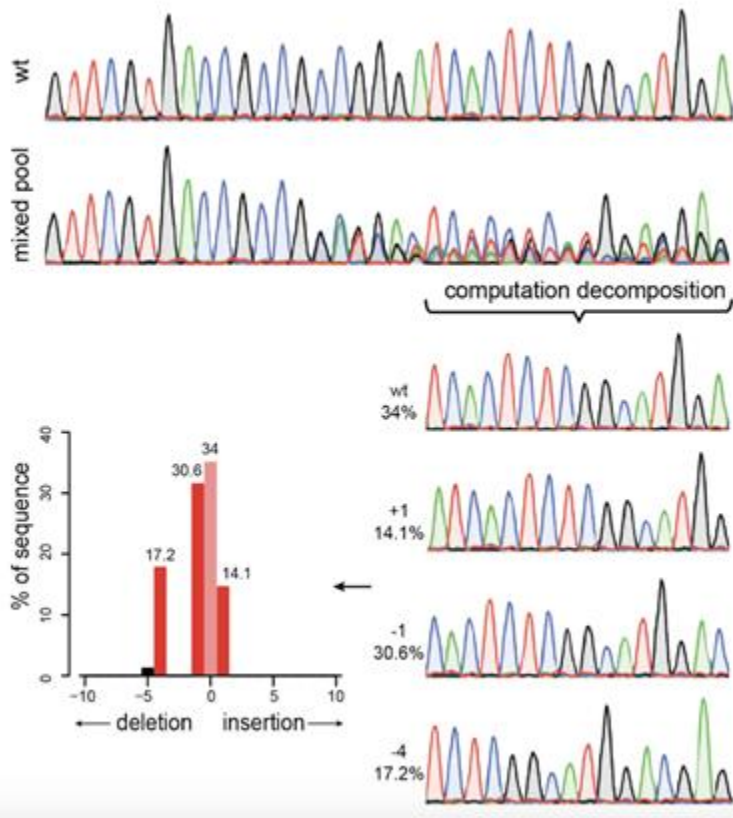 wt
mixed pool
computation decomposition
wt
34%
+1
14.1%
-1
30.6%
-4
17.2%
% of sequence
40
30
20
10
0
34
30.6
17.2
14.1
−10 −5 0 5 10
deletion insertion